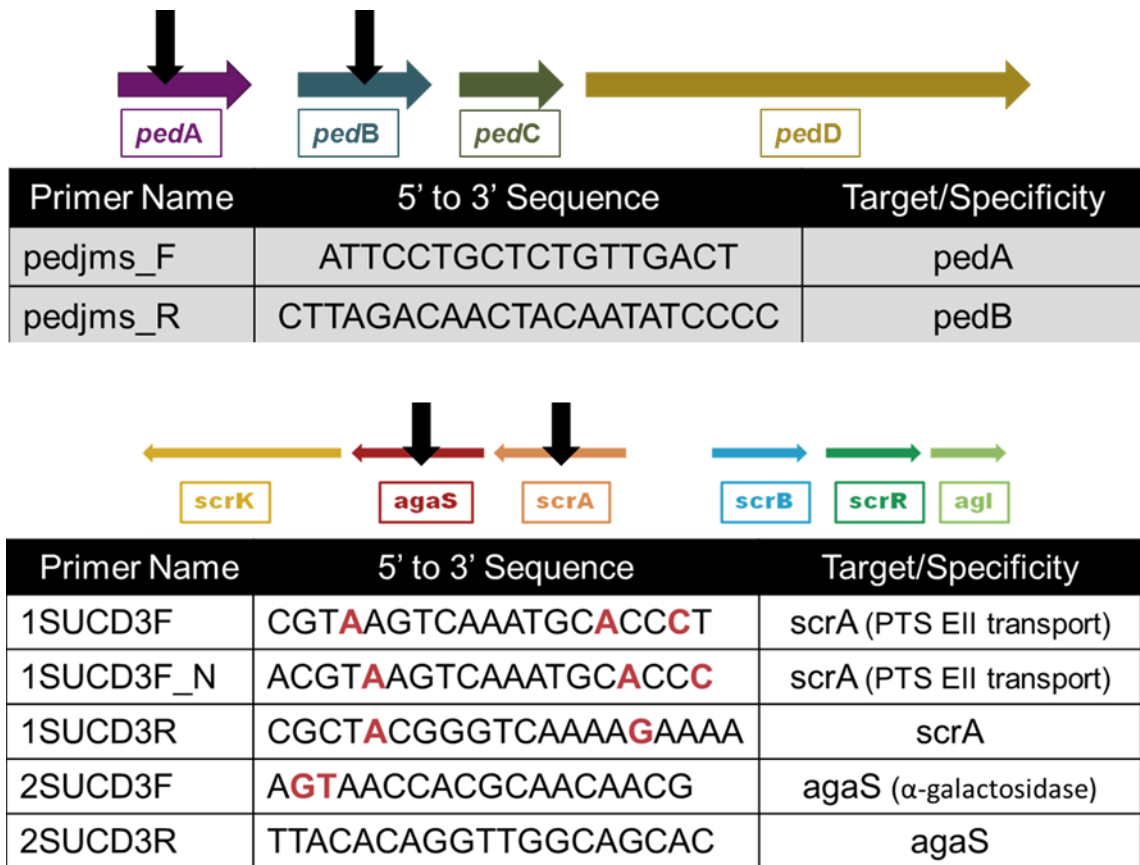 pedA pedB pedC pedD
Primer Name 5’ to 3’ Sequence Target/Specificity
pedjms_F ATTCCTGCTCTGTTGACT pedA
pedjms_R CTTAGACAACTACAATATCCCC pedB
scrK agaS scrA scrB scrR agl
Primer Name 5’ to 3’ Sequence Target/Specificity
1SUCD3F CGTAAGTCAAATGCACCCT scrA (PTS EII transport)
1SUCD3F_N ACGTAAGTCAAATGCACCC scrA (PTS EII transport)
1SUCD3R CGCTACGGGTCAAAAGAAAA scrA
2SUCD3F AGTAACCACGCAACAACG agaS (α-galactosidase)
2SUCD3R TTACACAGGTTGGCAGCAC agaS